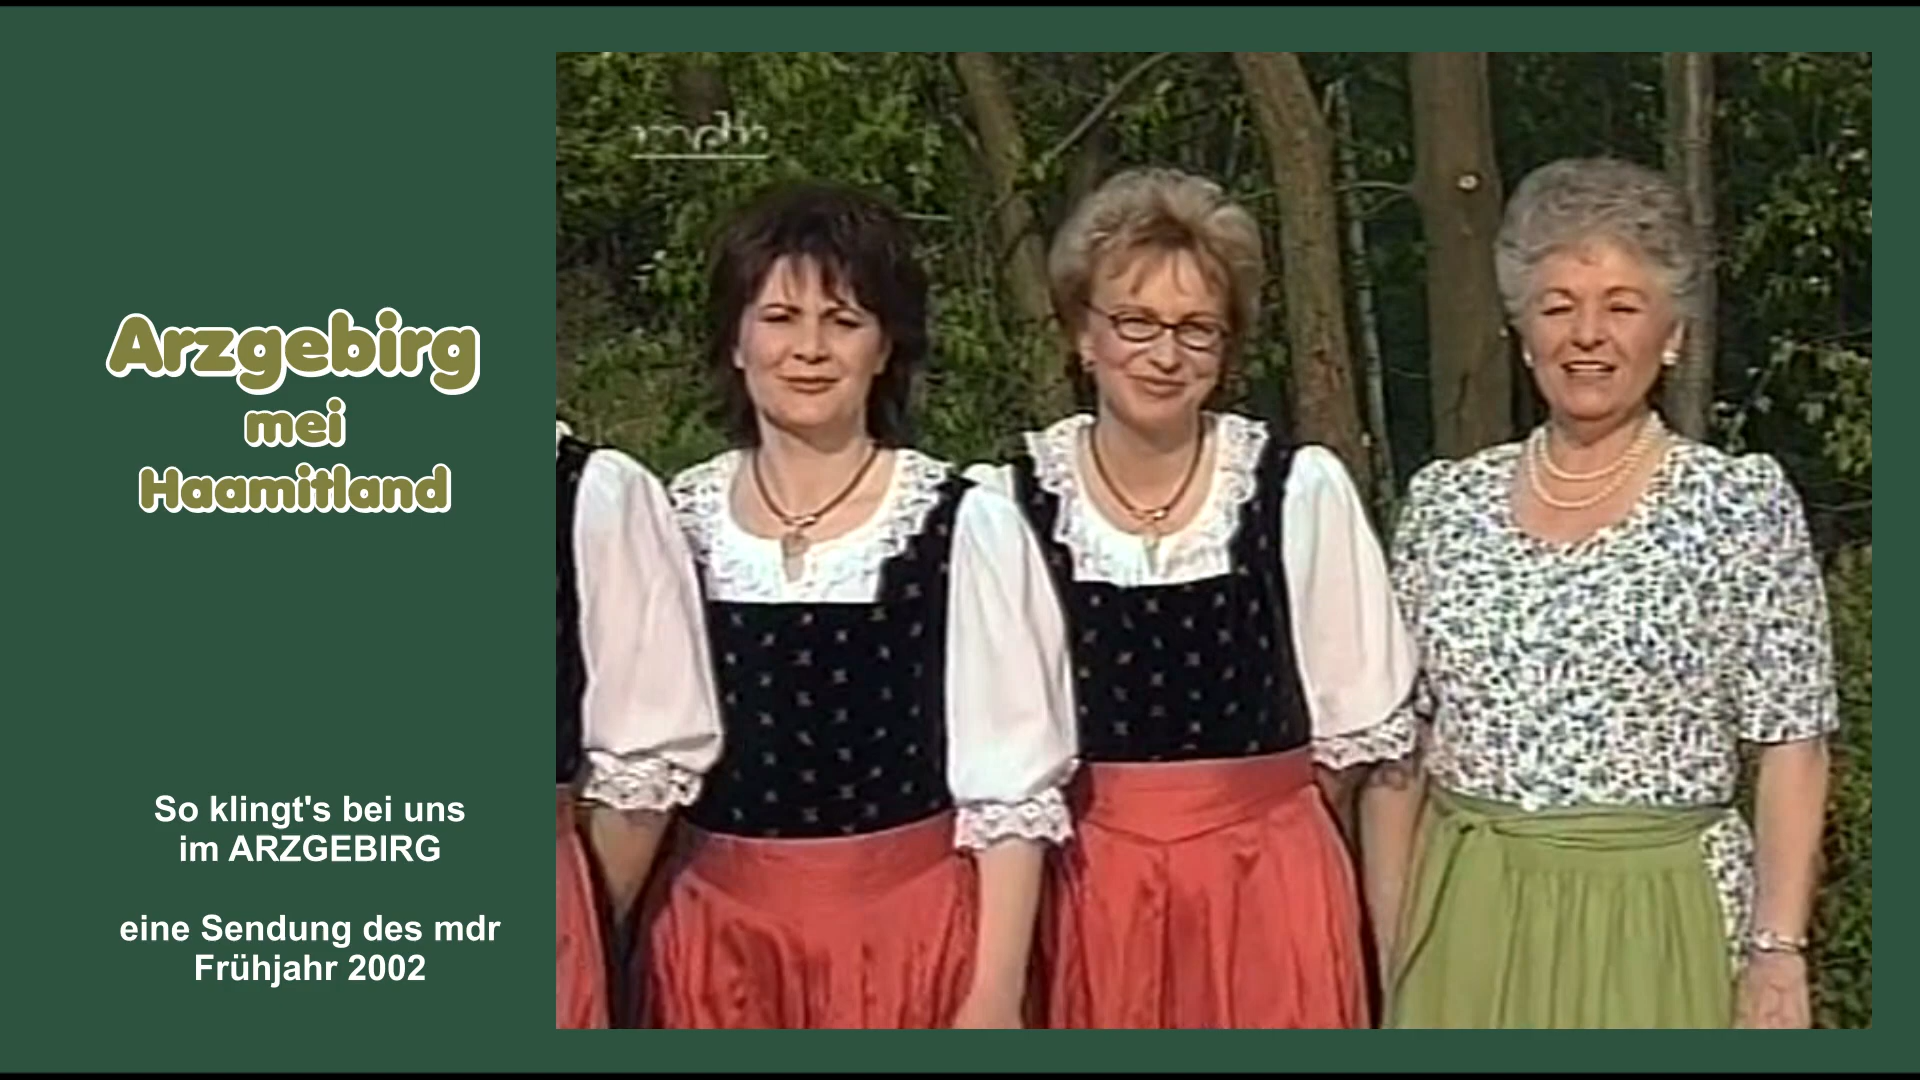 Arzgebirg
mei
Haamitland
mdr
So klingt's bei uns
im ARZGEBIRG
eine Sendung des mdr
Frühjahr 2002